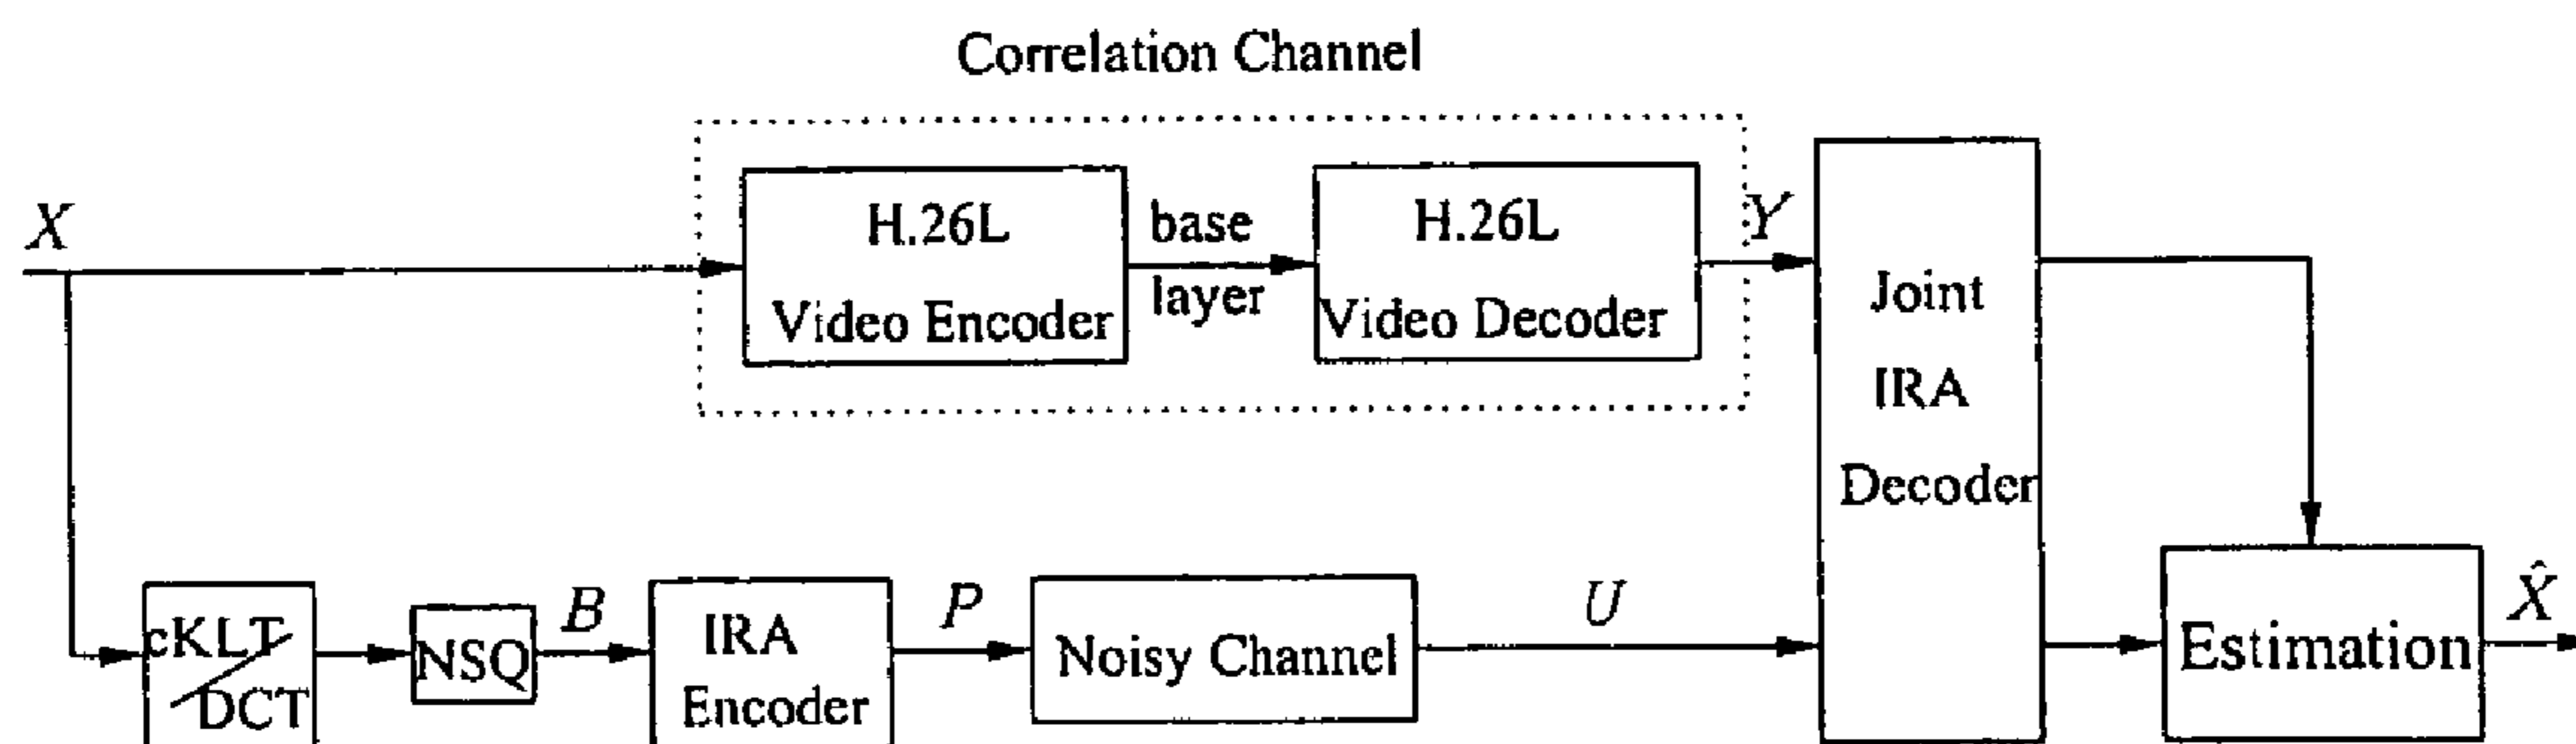 Correlation Channel
X
H.26L
Video Encoder
base
layer
H.26L
Video Decoder
Y
Joint
IRA
Decoder
cKLT
DCT
NSQ
B
IRA
Encoder
P
Noisy Channel
U
Estimation
X̂